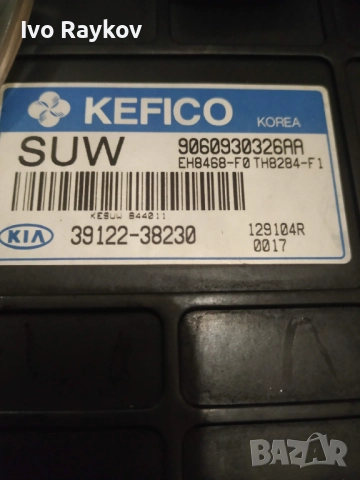 Ivo Raykov
KEFICO KOREA
SUW 9060930326AA
EH8468-F0 TH8284-F1
KESUW 844011
KIA 39122-38230 129104R
0017
BAZAR
bg